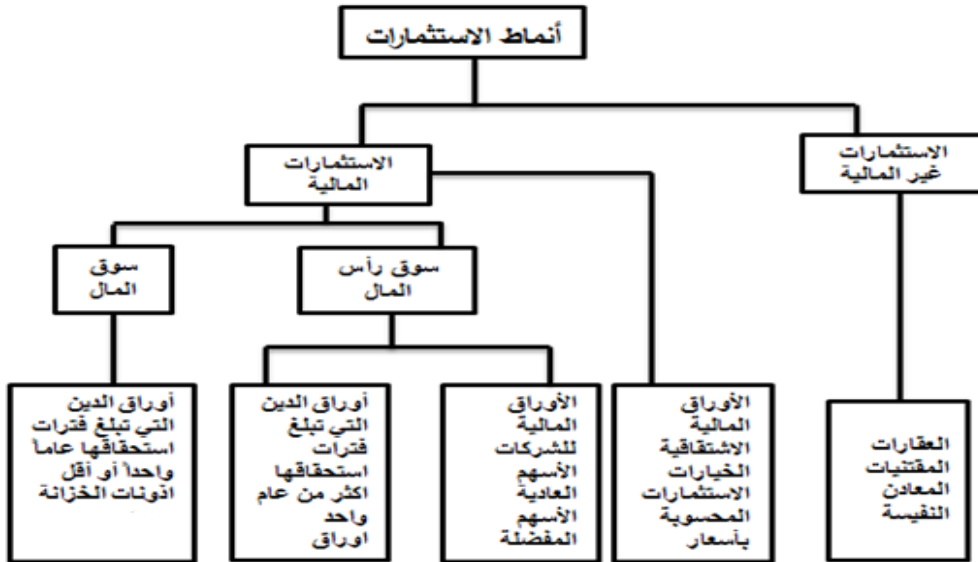 أنماط الاستثمارات
الاستثمارات
غير المالية
الاستثمارات
المالية
سوق رأس
المال
سوق
المال
العقارات
المقتنيات
المعادن
النفيسة
الأوراق
المالية
الاشتقاقية
الخيارات
الاستثمارات
المحسوبة
بأسعار
الأوراق
المالية
للشركات
الأسهم
العادية
الأسهم
المفضلة
أوراق الدين
التي تبلغ
فترات
استحقاقها
اكثر من عام
واحد
اوراق
أوراق الدين
التي تبلغ فترات
استحقاقها عاماً
واحداً أو أقل
اذونات الخزانة